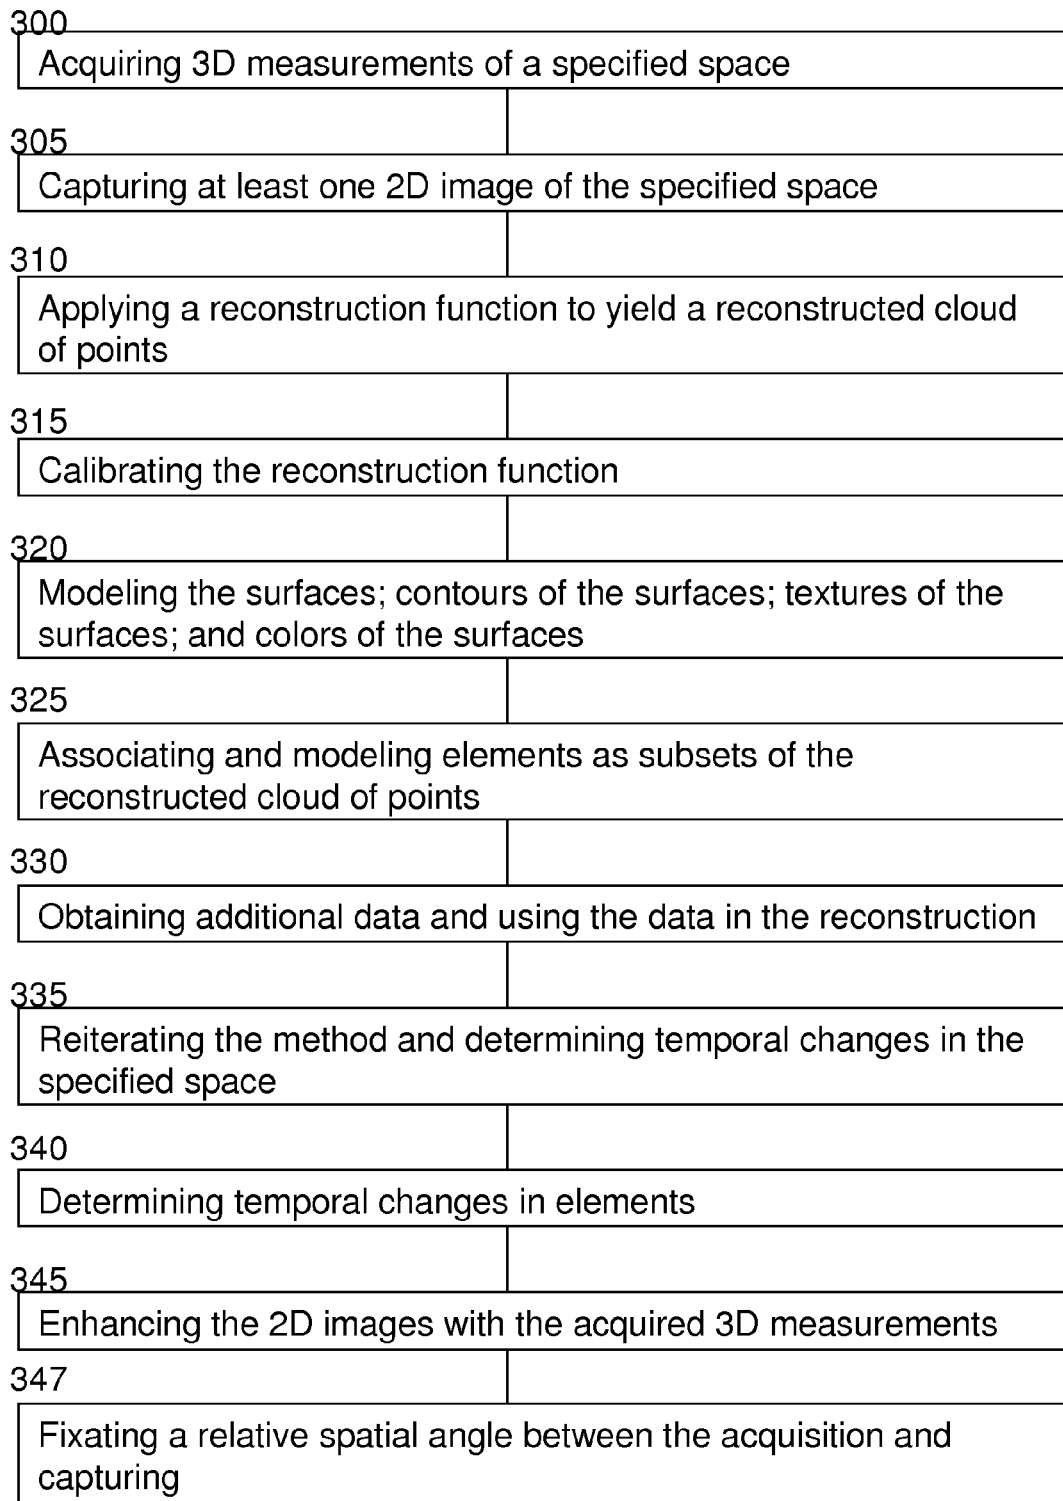 300
Acquiring 3D measurements of a specified space
305
Capturing at least one 2D image of the specified space
310
Applying a reconstruction function to yield a reconstructed cloud
of points
315
Calibrating the reconstruction function
320
Modeling the surfaces; contours of the surfaces; textures of the
surfaces; and colors of the surfaces
325
Associating and modeling elements as subsets of the
reconstructed cloud of points
330
Obtaining additional data and using the data in the reconstruction
335
Reiterating the method and determining temporal changes in the
specified space
340
Determining temporal changes in elements
345
Enhancing the 2D images with the acquired 3D measurements
347
Fixating a relative spatial angle between the acquisition and
capturing